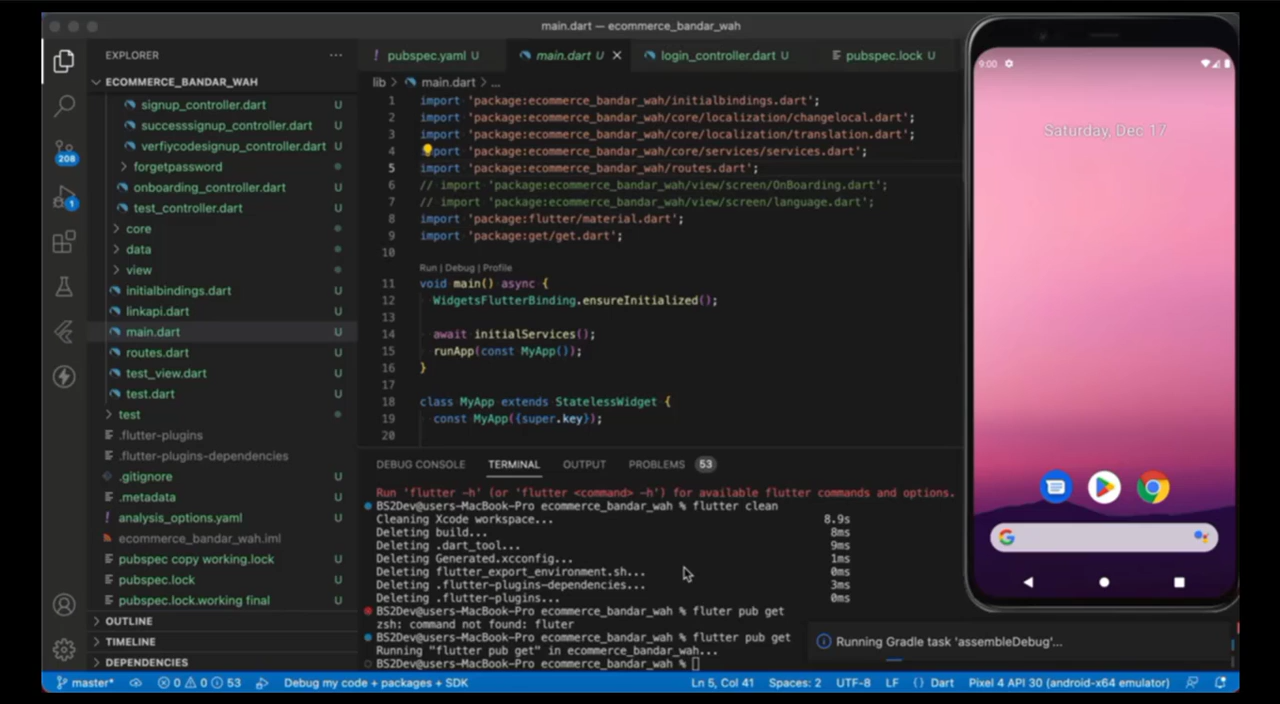 main.dart — ecommerce_bandar_wah
EXPLORER
ECOMMERCE_BANDAR_WAH
signup_controller.dart U
successsignup_controller.dart U
verfiycodesignup_controller.dart U
forgetpassword
onboarding_controller.dart U
test_controller.dart U
core
data
view
initialbindings.dart U
linkapi.dart U
main.dart U
routes.dart U
test_view.dart U
test.dart U
test
.flutter-plugins
.flutter-plugins-dependencies
.gitignore U
.metadata U
analysis_options.yaml U
ecommerce_bandar_wah.iml
pubspec copy working.lock U
pubspec.lock U
pubspec.lock.working final U
OUTLINE
TIMELINE
DEPENDENCIES
208
1
pubspec.yaml U
main.dart U
login_controller.dart U
pubspec.lock U
lib > main.dart > ...
1 import 'package:ecommerce_bandar_wah/initialbindings.dart';
2 import 'package:ecommerce_bandar_wah/core/localization/changelocal.dart';
3 import 'package:ecommerce_bandar_wah/core/localization/translation.dart';
4 port 'package:ecommerce_bandar_wah/core/services/services.dart';
5 import 'package:ecommerce_bandar_wah/routes.dart';
6 // import 'package:ecommerce_bandar_wah/view/screen/OnBoarding.dart';
7 // import 'package:ecommerce_bandar_wah/view/screen/language.dart';
8 import 'package:flutter/material.dart';
9 import 'package:get/get.dart';
10
Run | Debug | Profile
11 void main() async {
12 WidgetsFlutterBinding.ensureInitialized();
13
14 await initialServices();
15 runApp(const MyApp());
16 }
17
18 class MyApp extends StatelessWidget {
19 const MyApp({super.key});
20
DEBUG CONSOLE TERMINAL OUTPUT PROBLEMS 53
Run 'flutter -h' (or 'flutter <command> -h') for available flutter commands and options.
BS2Dev@users-MacBook-Pro ecommerce_bandar_wah % flutter clean
Cleaning Xcode workspace... 8.9s
Deleting build... 8ms
Deleting .dart_tool... 9ms
Deleting Generated.xcconfig... 1ms
Deleting flutter_export_environment.sh... 0ms
Deleting .flutter-plugins-dependencies... 3ms
Deleting .flutter-plugins... 0ms
BS2Dev@users-MacBook-Pro ecommerce_bandar_wah % fluter pub get
zsh: command not found: fluter
BS2Dev@users-MacBook-Pro ecommerce_bandar_wah % flutter pub get
Running "flutter pub get" in ecommerce_bandar_wah...
BS2Dev@users-MacBook-Pro ecommerce_bandar_wah %
9:00
Saturday, Dec 17
Running Gradle task 'assembleDebug'...
master* 0 0 53 Debug my code + packages + SDK Ln 5, Col 41 Spaces: 2 UTF-8 LF {} Dart Pixel 4 API 30 (android-x64 emulator)